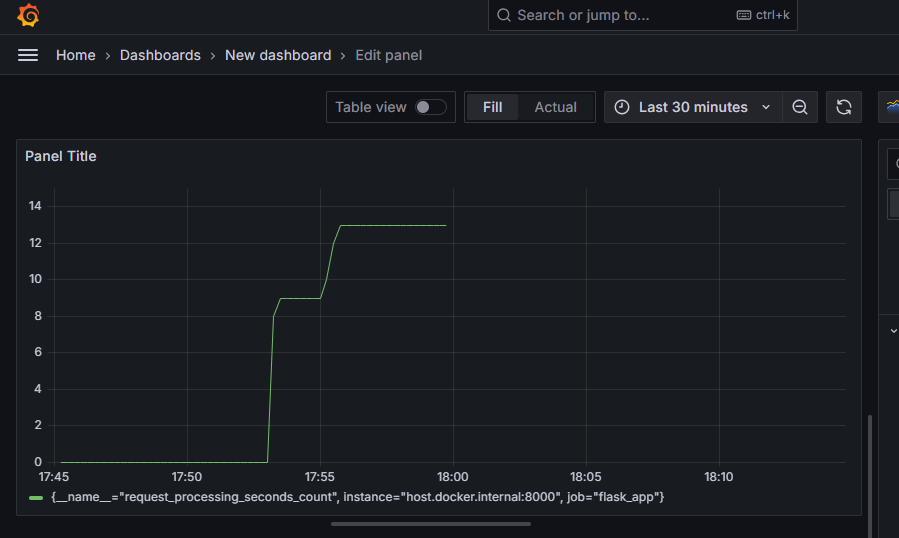 Search or jump to... ctrl+k
Home > Dashboards > New dashboard > Edit panel
Table view Fill Actual Last 30 minutes
Panel Title
14
12
10
8
6
4
2
0
17:45 17:50 17:55 18:00 18:05 18:10
{__name__="request_processing_seconds_count", instance="host.docker.internal:8000", job="flask_app"}